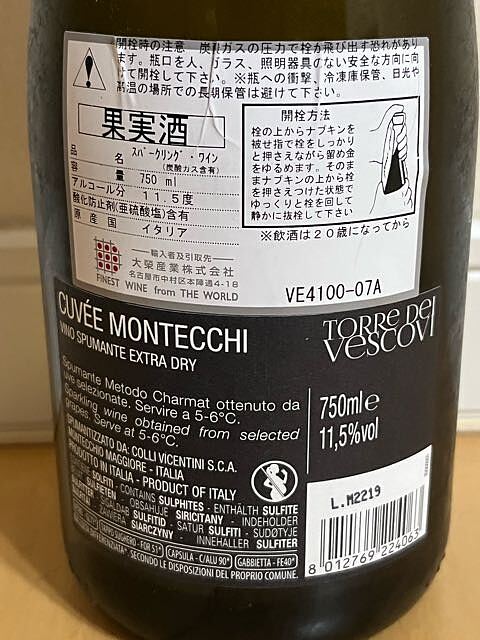 開栓時の注意 炭酸ガスの圧力で栓が飛び出す恐れがあり
ます。瓶口を人、ガラス、照明器具のない安全な方向に向
けて開栓して下さい。※瓶への衝撃、冷凍庫保管、日光や
高温の場所での長期保管は避けて下さい。
果実酒
品 名 スパークリング・ワイン
(炭酸ガス含有)
容 量 750 ml
アルコール分 11.5度
酸化防止剤(亜硫酸塩)含有
原 産 国 イタリア
開栓方法
栓の上からナプキンを
被せ指で栓をしっかり
と押さえながら留め金
をゆるめます。そのま
まナプキンの上から栓
を押さえつけた状態で
ゆっくりと栓を回して
静かに抜栓して下さい
※飲酒は20歳になってから
輸入者及引取先
大榮産業株式会社
名古屋市中村区本陣通4-18
FINEST WINE from THE WORLD
VE4100-07A
CUVÉE MONTECCHI
VINO SPUMANTE EXTRA DRY
TORRE DEI
VESCOVI
Spumante Metodo Charmat ottenuto da
uve selezionate. Servire a 5-6°C.
Sparkling wine obtained from selected
grapes. Serve at 5-6°C.
SPUMANTIZZATO DA: COLLI VICENTINI S.C.A.
MONTECCHIO MAGGIORE - ITALIA
PRODOTTO IN ITALIA - PRODUCT OF ITALY
750ml e
11,5%vol
SOLFITI - CONTAINS SULPHITES - ENTHÄLT SULFITE
SULFIETEN - OBSAHUJE SIRICITANY - INDEHOLDER
SULFITTER
SULFITID - SATUR SULFITI - SUDĖTYJE
ZAWIERA SIARCZYNY - INNEHALLER SULFITER
TAPPO SUGHERO - FOR 51* CAPSULA - C/ALU 90* GABBIETTA - FE40*
DIFFERENZIATA*. SECONDO LE DISPOSIZIONI DEL PROPRIO COMUNE.
L.M2219
8 012769 224063